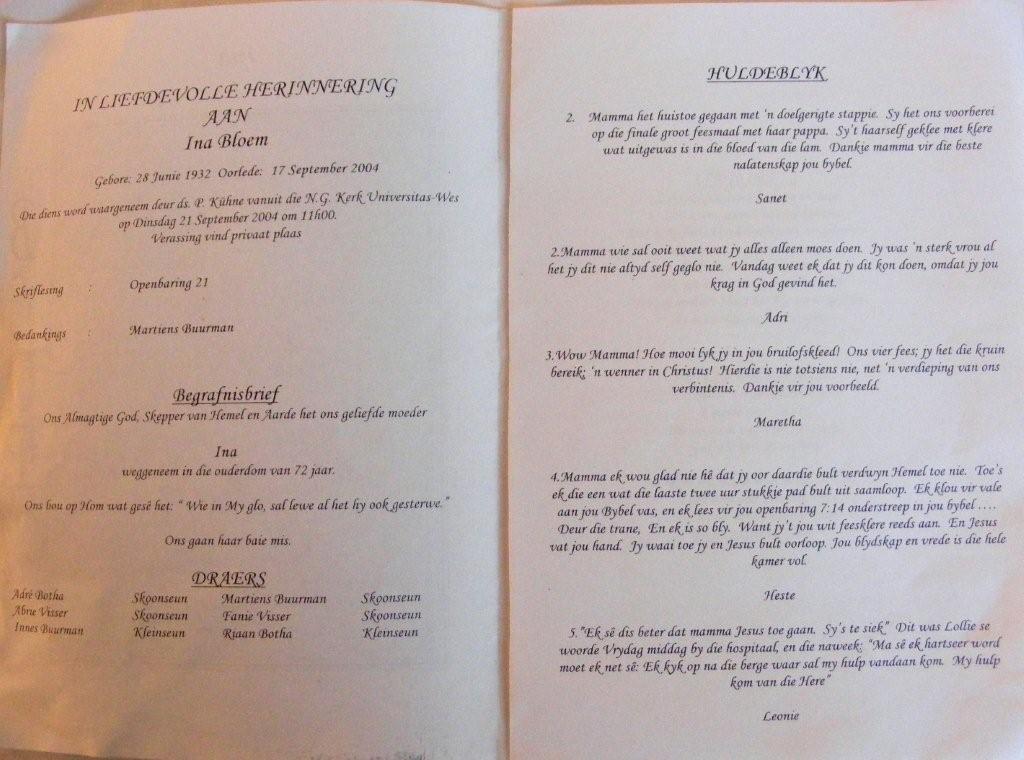 IN LIEFDEVOLLE HERINNERING
AAN
Ina Bloem
Gebore: 28 Junie 1932 Oorlede: 17 September 2004
Die diens word waargeneem deur ds. P. Kühne vanuit die N.G. Kerk Universitas-Wes
op Dinsdag 21 September 2004 om 11h00.
Verassing vind privaat plaas
Skriflesing : Openbaring 21
Bedankings : Martiens Buurman
Begrafnisbrief
Ons Almagtige God, Skepper van Hemel en Aarde het ons geliefde moeder
Ina
weggeneem in die ouderdom van 72 jaar.
Ons hou op Hom wat gesê het: “ Wie in My glo, sal lewe al het hy ook gesterwe.”
Ons gaan haar baie mis.
DRAERS
Adré Botha Skoonseun Martiens Buurman Skoonseun
Abrie Visser Skoonseun Fanie Visser Skoonseun
Innes Buurman Kleinseun Riaan Botha Kleinseun
HULDEBLYK
2. Mamma het huistoe gegaan met ‘n doelgerigte stappie. Sy het ons voorberei
op die finale groot feesmaal met haar pappa. Sy’t haarself geklee met klere
wat uitgewas is in die bloed van die lam. Dankie mamma vir die beste
nalatenskap jou bybel.
Sanet
2.Mamma wie sal ooit weet wat jy alles alleen moes doen. Jy was ‘n sterk vrou al
het jy dit nie altyd self geglo nie. Vandag weet ek dat jy dit kon doen, omdat jy jou
krag in God gevind het.
Adri
3.Wow Mamma! Hoe mooi lyk jy in jou bruilofskleed! Ons vier fees; jy het die kruin
bereik; ‘n wenner in Christus! Hierdie is nie totsiens nie, net ‘n verdieping van ons
verbintenis. Dankie vir jou voorbeeld.
Maretha
4.Mamma ek wou glad nie hê dat jy oor daardie bult verdwyn Hemel toe nie. Toe’s
ek die een wat die laaste twee uur stukkie pad bult uit saamloop. Ek klou vir vale
aan jou Bybel vas, en ek lees vir jou openbaring 7:14 onderstreep in jou bybel ….
Deur die trane, En ek is so bly. Want jy’t jou wit feesklere reeds aan. En Jesus
vat jou hand. Jy waai toe jy en Jesus bult oorloop. Jou blydskap en vrede is die hele
kamer vol.
Heste
5.”Ek sê dis beter dat mamma Jesus toe gaan. Sy’s te siek” Dit was Lollie se
woorde Vrydag middag by die hospitaal, en die naweek; “Ma sê ek hartseer word
moet ek net sê: Ek kyk op na die berge waar sal my hulp vandaan kom. My hulp
kom van die Here”
Leonie